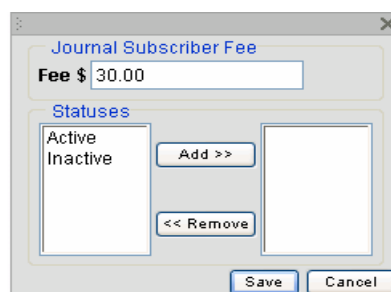 Journal Subscriber Fee
Fee $ 30.00
Statuses
Active
Inactive
Add >>
<< Remove
Save Cancel